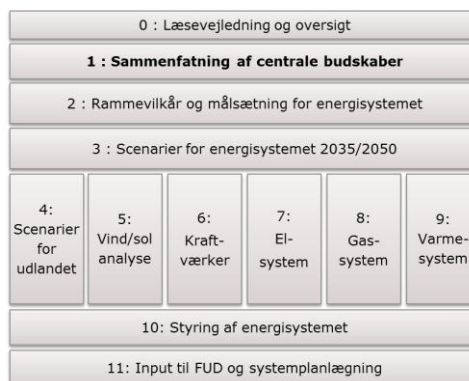 0 : Læsevejledning og oversigt
1 : Sammenfatning af centrale budskaber
2 : Rammevilkår og målsætning for energisystemet
3 : Scenarier for energisystemet 2035/2050
4:
Scenarier
for
udlandet
5:
Vind/sol
analyse
6:
Kraft-
værker
7:
El-
system
8:
Gas-
system
9:
Varme-
system
10: Styring af energisystemet
11: Input til FUD og systemplanlægning